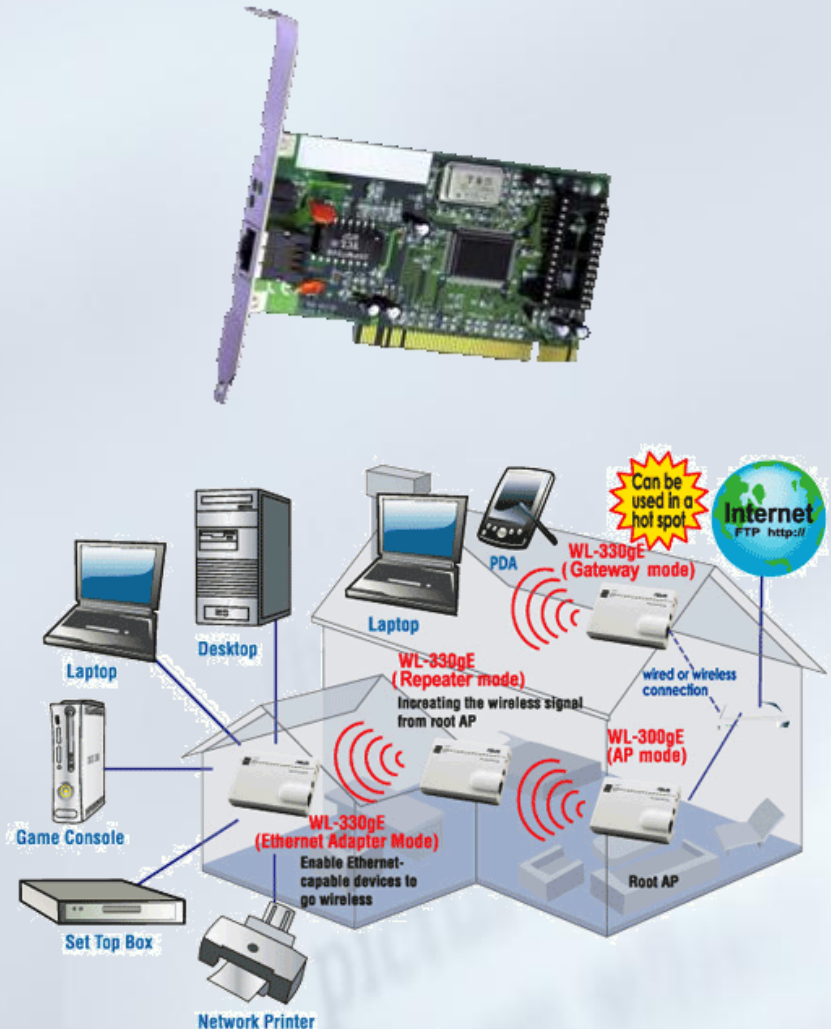 Can be
used in a
hot spot
Internet
FTP http://
WL-330gE
(Gateway mode)
PDA
Laptop
Desktop
Laptop
WL-330gE
(Repeater mode)
Increating the wireless signal
from root AP
wired or wireless
connection
WL-300gE
(AP mode)
Game Console
WL-330gE
(Ethernet Adapter Mode)
Enable Ethernet-
capable devices to
go wireless
Root AP
Set Top Box
Network Printer